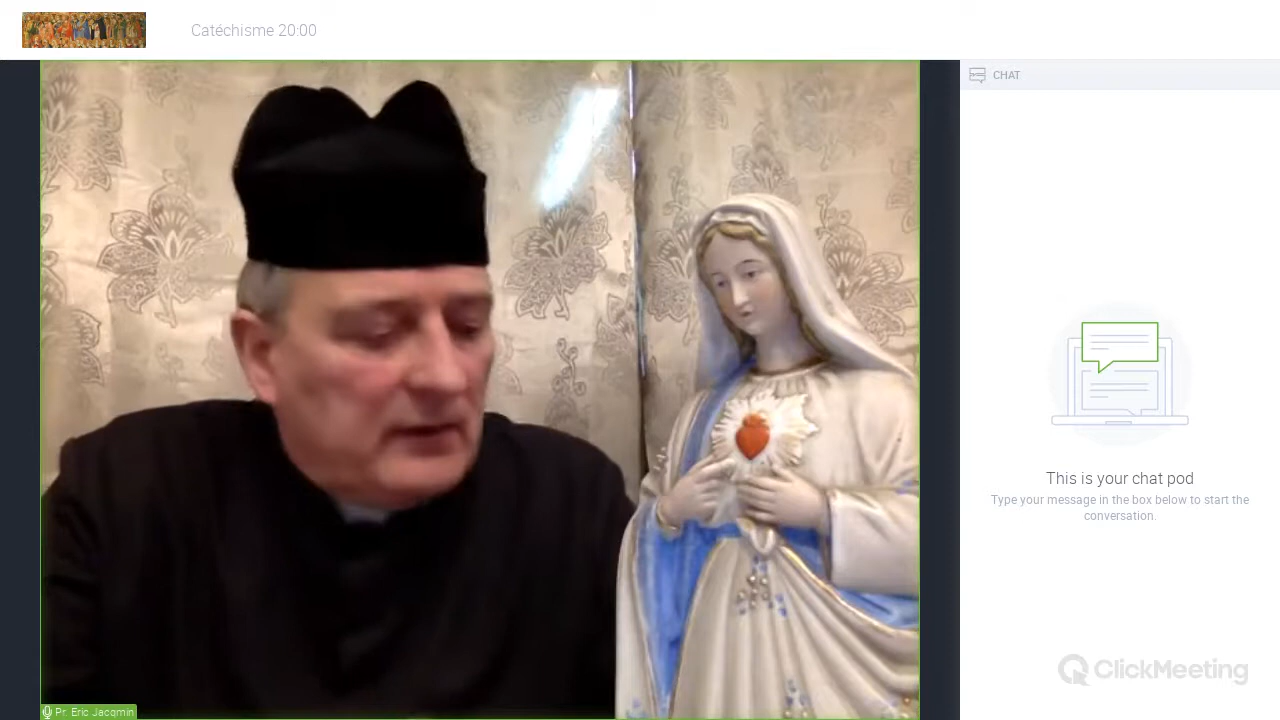 Catéchisme 20:00
CHAT
This is your chat pod
Type your message in the box below to start the
conversation.
ClickMeeting
Pr. Eric Jacqmin